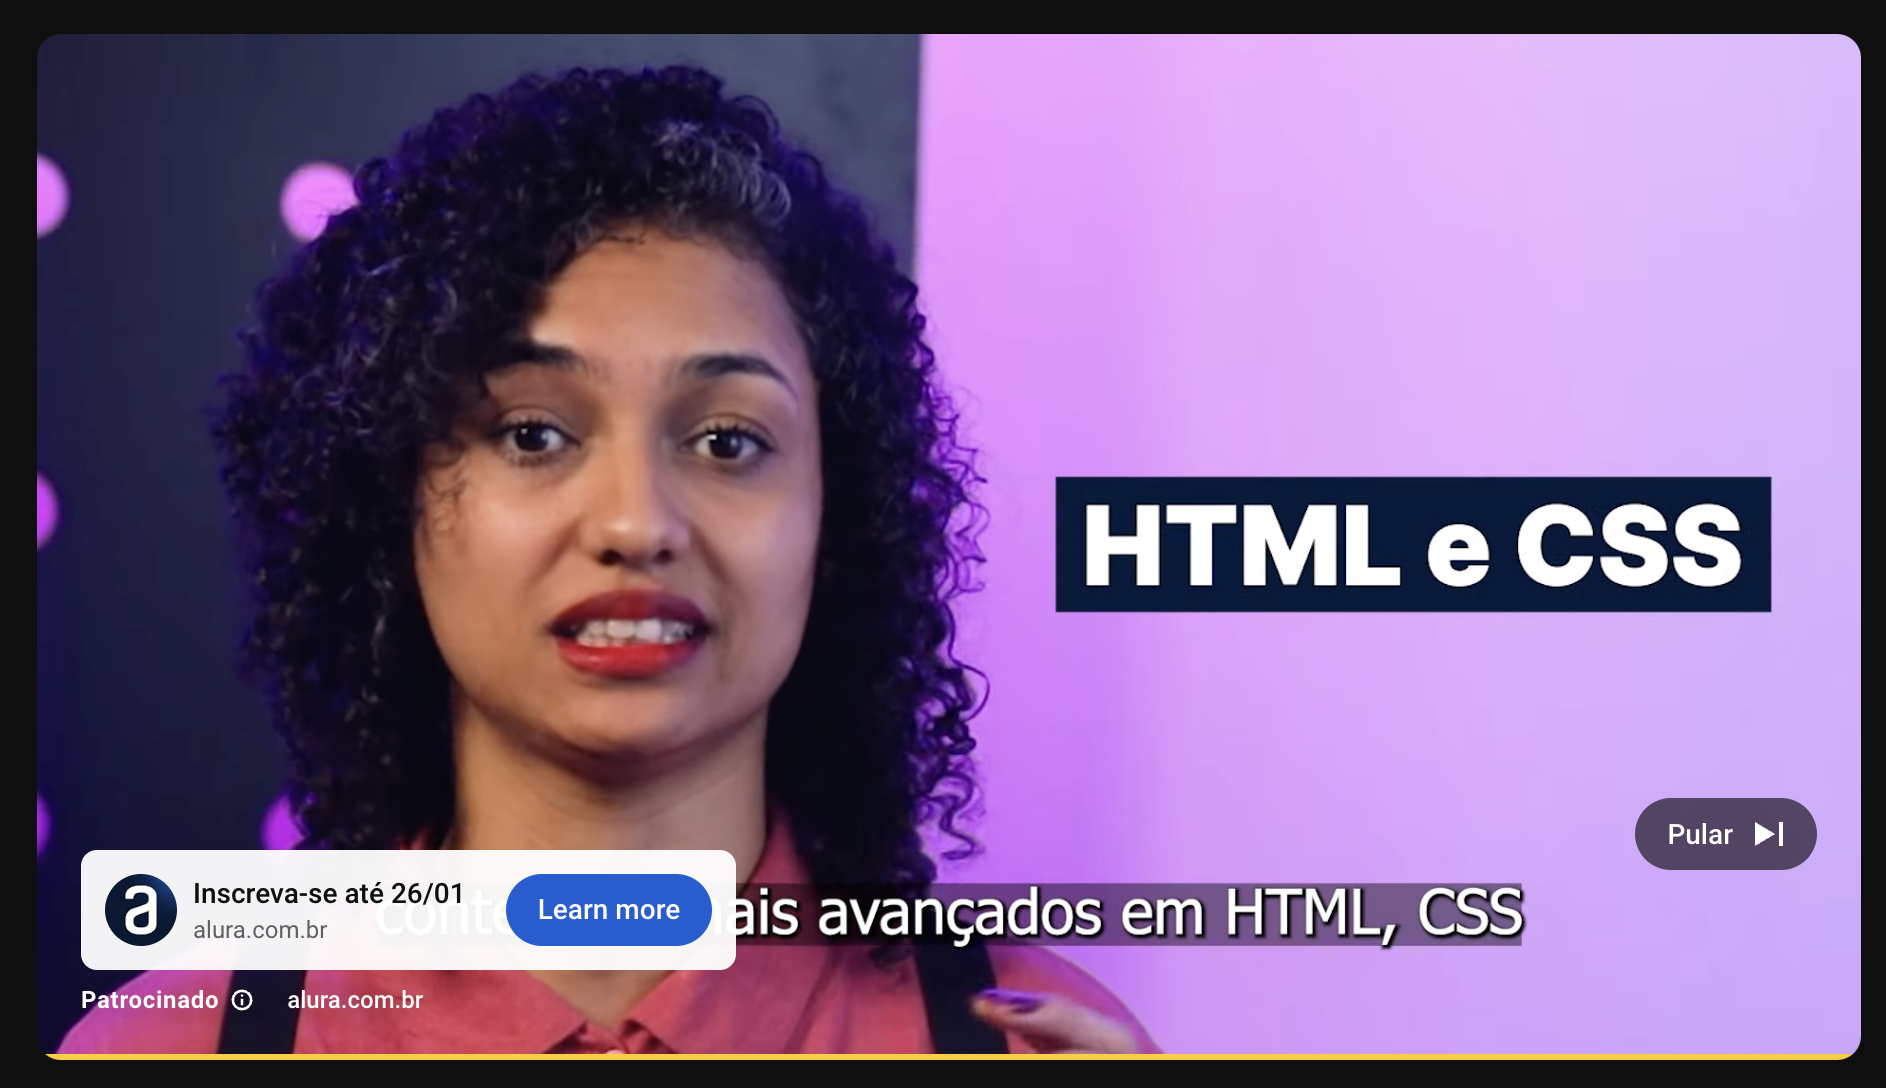 HTML e CSS
Pular
Inscreva-se até 26/01
alura.com.br
Learn more
avançados em HTML, CSS
Patrocinado alura.com.br